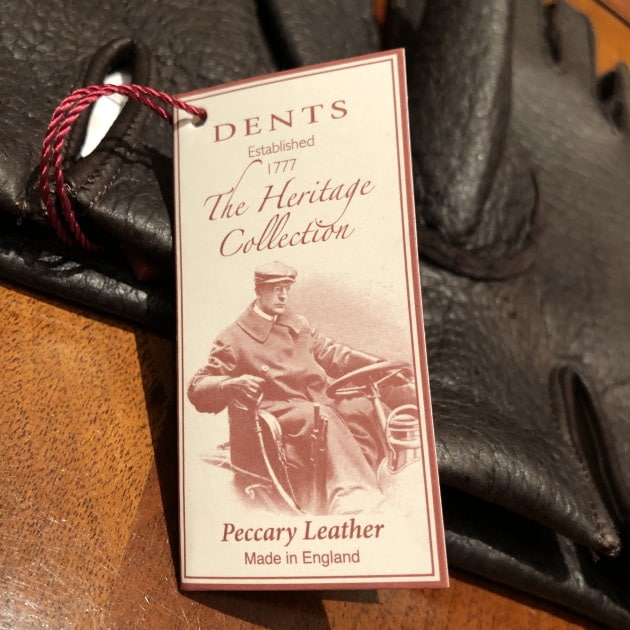 DENTS
Established
1777
The Heritage
Collection
Peccary Leather
Made in England